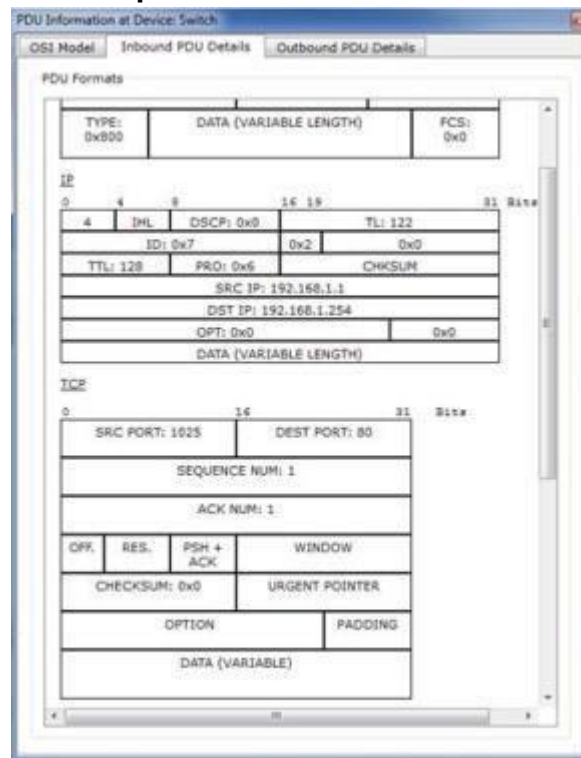 PDU Information at Device: Switch
OSI Model Inbound PDU Details Outbound PDU Details
PDU Formats
TYPE: 0x800 DATA (VARIABLE LENGTH) FCS: 0x0
IP
0 4 8 16 19 31 Bits
4 IHL DSCP: 0x0 TL: 122
ID: 0x7 0x2 0x0
TTL: 128 PRO: 0x6 CHKSUM
SRC IP: 192.168.1.1
DST IP: 192.168.1.254
OPT: 0x0 0x0
DATA (VARIABLE LENGTH)
TCP
0 16 31 Bits
SRC PORT: 1025 DEST PORT: 80
SEQUENCE NUM: 1
ACK NUM: 1
OFF. RES. PSH + ACK WINDOW
CHECKSUM: 0x0 URGENT POINTER
OPTION PADDING
DATA (VARIABLE)